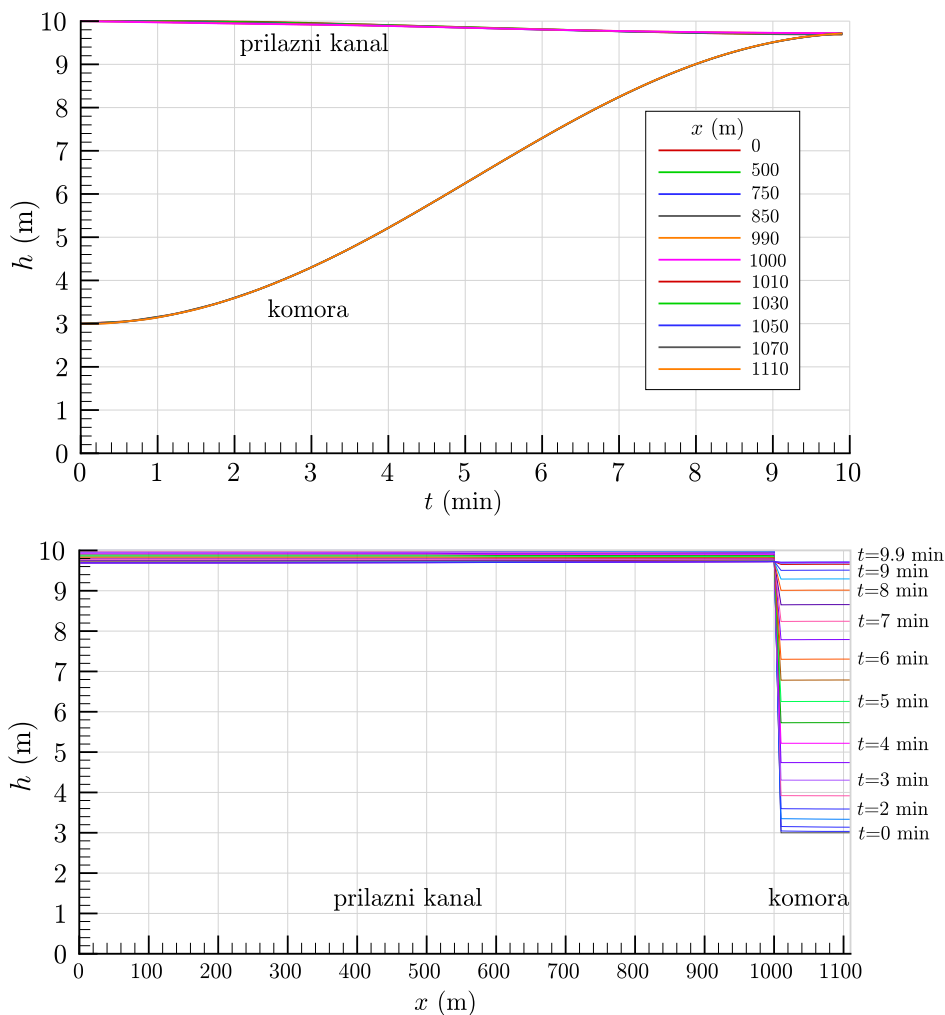 10
9
8
7
6
5
4
3
2
1
0
h (m)
prilazni kanal
komora
x (m)
0
500
750
850
990
1000
1010
1030
1050
1070
1110
0 1 2 3 4 5 6 7 8 9 10
t (min)
10
9
8
7
6
5
4
3
2
1
0
h (m)
t=9.9 min
t=9 min
t=8 min
t=7 min
t=6 min
t=5 min
t=4 min
t=3 min
t=2 min
t=0 min
prilazni kanal komora
0 100 200 300 400 500 600 700 800 900 1000 1100
x (m)